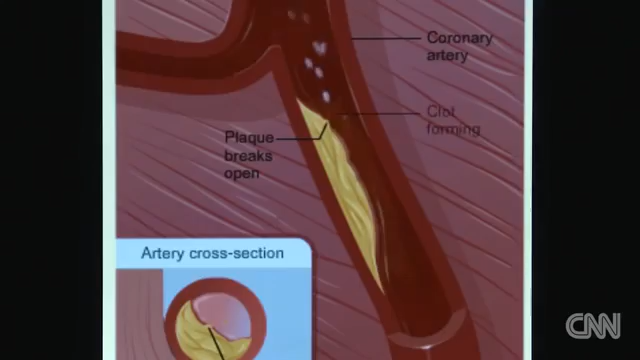 Coronary
artery
Clot
forming
Plaque
breaks
open
Artery cross-section
CNN